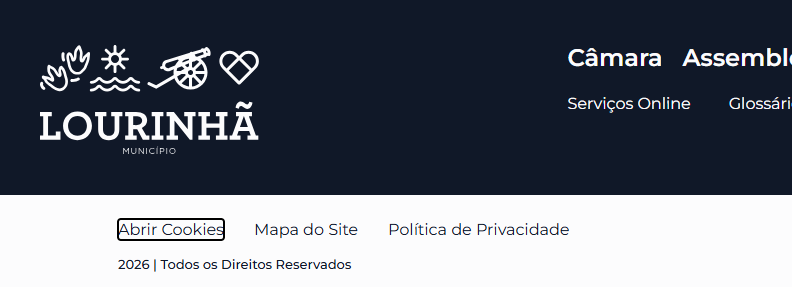 Câmara
Serviços Online
LOURINHÃ
MUNICÍPIO
Abrir Cookies Mapa do Site Política de Privacidade
2026 | Todos os Direitos Reservados